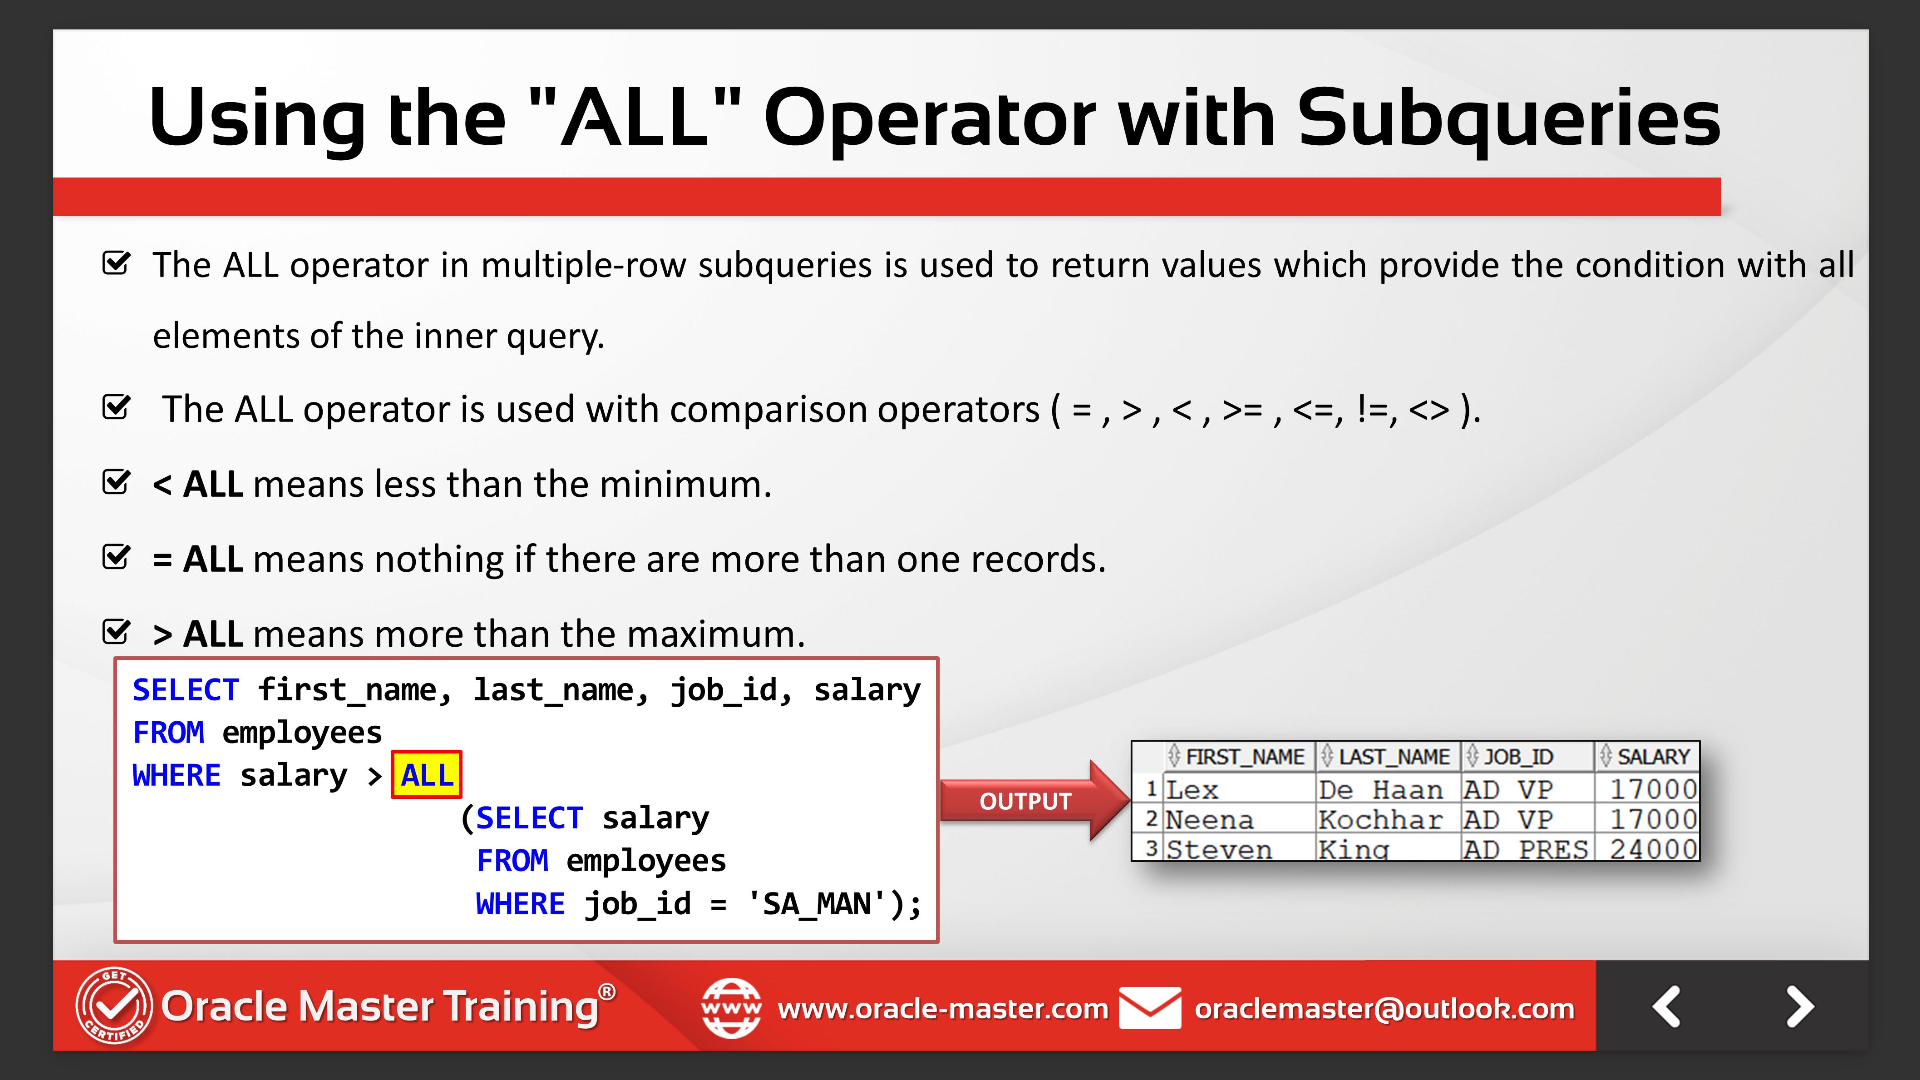 Using the "ALL" Operator with Subqueries
The ALL operator in multiple-row subqueries is used to return values which provide the condition with all
elements of the inner query.
The ALL operator is used with comparison operators ( = , > , < , >= , <=, !=, <> ).
< ALL means less than the minimum.
= ALL means nothing if there are more than one records.
> ALL means more than the maximum.
SELECT first_name, last_name, job_id, salary
FROM employees
WHERE salary > ALL
(SELECT salary
FROM employees
WHERE job_id = 'SA_MAN');
OUTPUT
FIRST_NAME LAST_NAME JOB_ID SALARY
1 Lex De Haan AD_VP 17000
2 Neena Kochhar AD_VP 17000
3 Steven King AD_PRES 24000
GET CERTIFIED
Oracle Master Training®
www www.oracle-master.com
oraclemaster@outlook.com